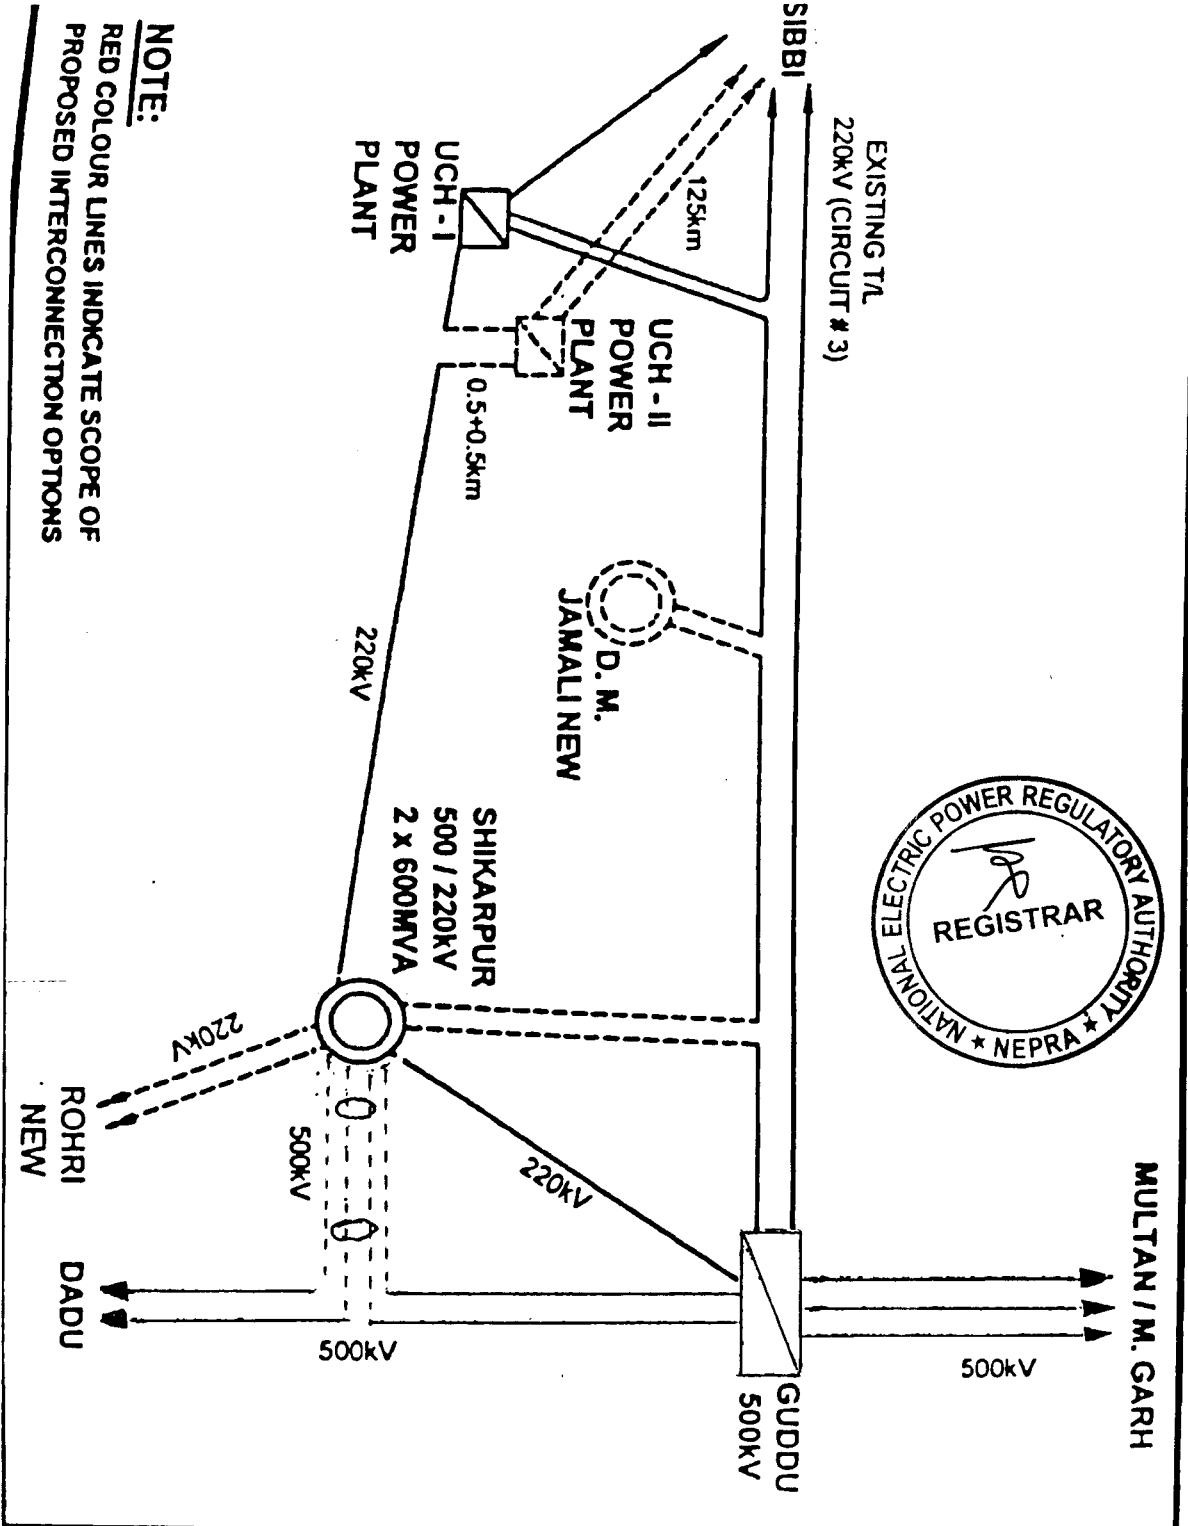 SIBBI
EXISTING T/L
220kV (CIRCUIT # 3)
125km
UCH - I
POWER
PLANT
UCH - II
POWER
PLANT
0.5+0.5km
D. M.
JAMALI NEW
220kV
SHIKARPUR
500 / 220kV
2 x 600MVA
220kV
ROHRI
NEW
500kV
220kV
DADU
500kV
GUDDU
500kV
MULTAN / M. GARH
500kV
NATIONAL ELECTRIC POWER REGULATORY AUTHORITY
★ NEPRA ★
REGISTRAR
NOTE:
RED COLOUR LINES INDICATE SCOPE OF
PROPOSED INTERCONNECTION OPTIONS